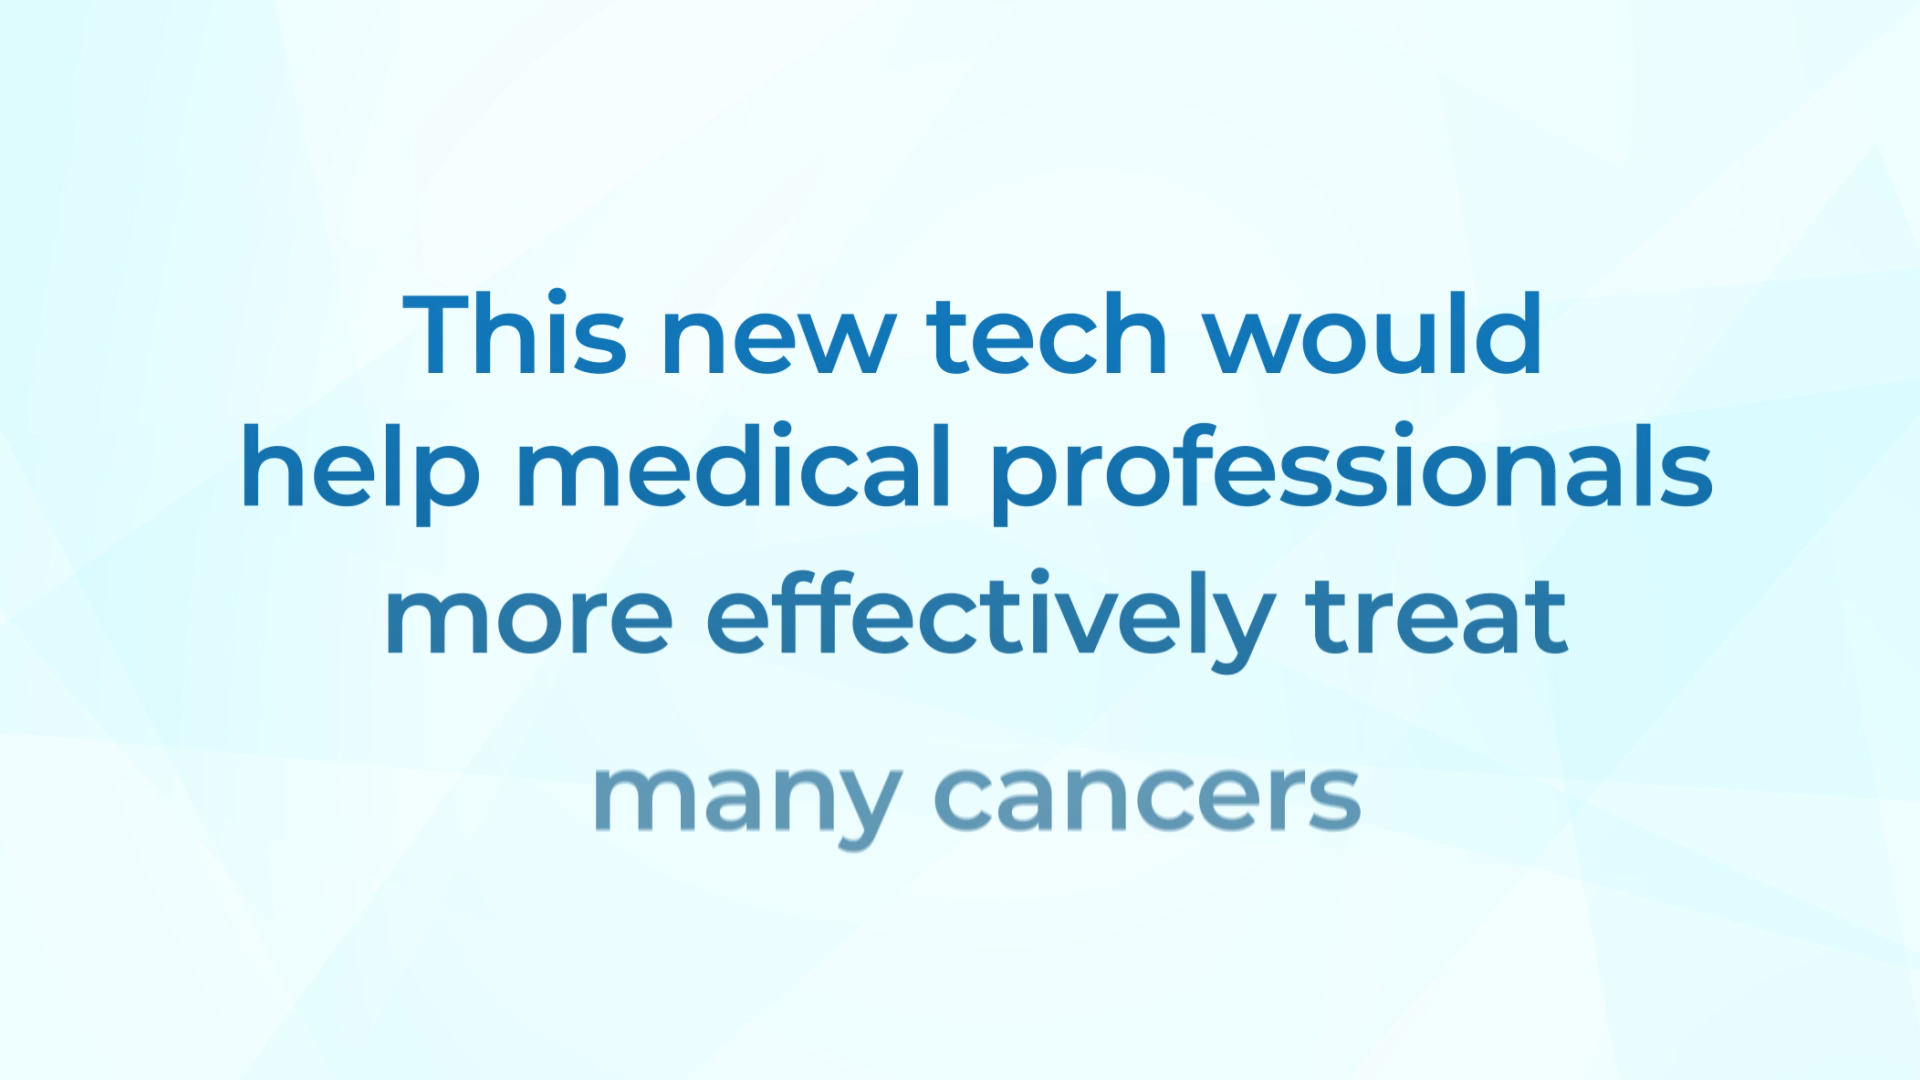 This new tech would
help medical professionals
more effectively treat
many cancers